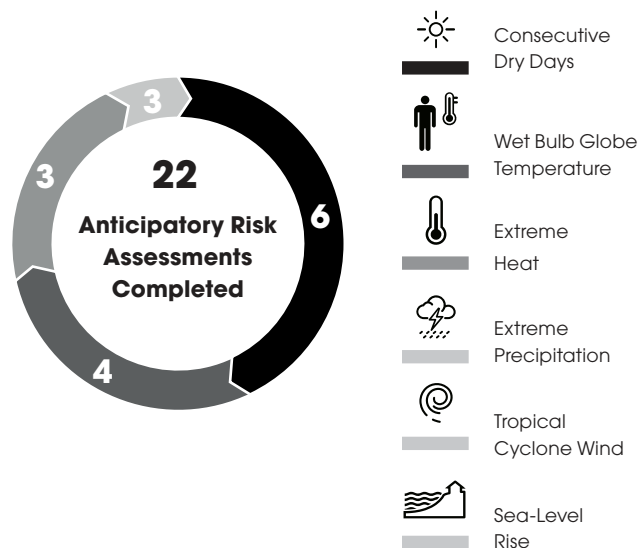 3
3
6
4
22
Anticipatory Risk
Assessments
Completed
Consecutive
Dry Days
Wet Bulb Globe
Temperature
Extreme
Heat
Extreme
Precipitation
Tropical
Cyclone Wind
Sea-Level
Rise